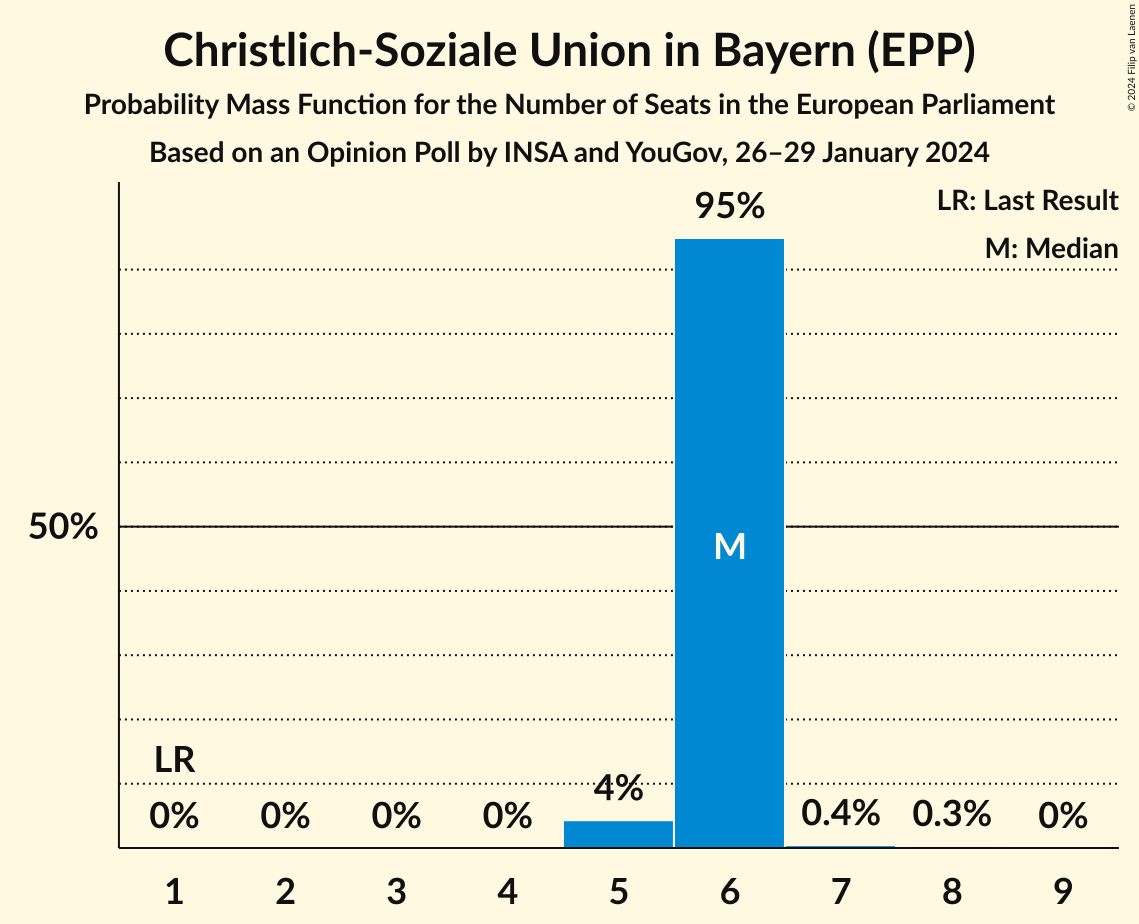 Christlich-Soziale Union in Bayern (EPP)
Probability Mass Function for the Number of Seats in the European Parliament
Based on an Opinion Poll by INSA and YouGov, 26–29 January 2024
© 2024 Filip van Laenen
LR: Last Result
M: Median
95%
50%
M
LR
0%
0%
0%
0%
4%
0.4%
0.3%
0%
1 2 3 4 5 6 7 8 9